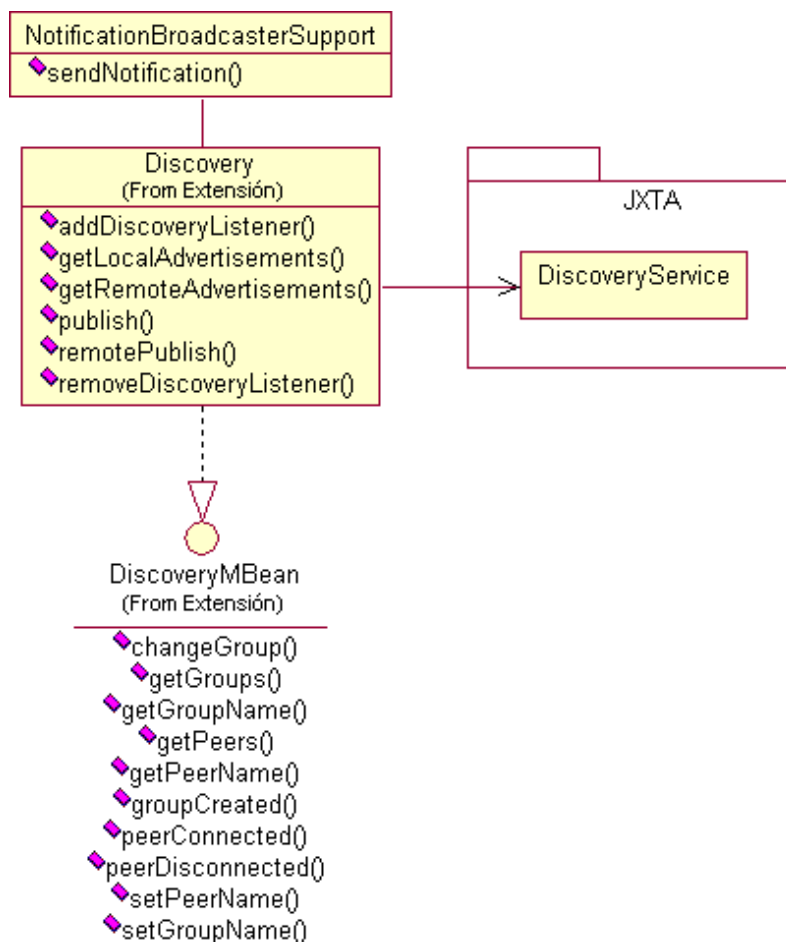 NotificationBroadcasterSupport
sendNotification()
Discovery
(From Extensión)
addDiscoveryListener()
getLocalAdvertisements()
getRemoteAdvertisements()
publish()
remotePublish()
removeDiscoveryListener()
JXTA
DiscoveryService
DiscoveryMBean
(From Extensión)
changeGroup()
getGroups()
getGroupName()
getPeers()
getPeerName()
groupCreated()
peerConnected()
peerDisconnected()
setPeerName()
setGroupName()